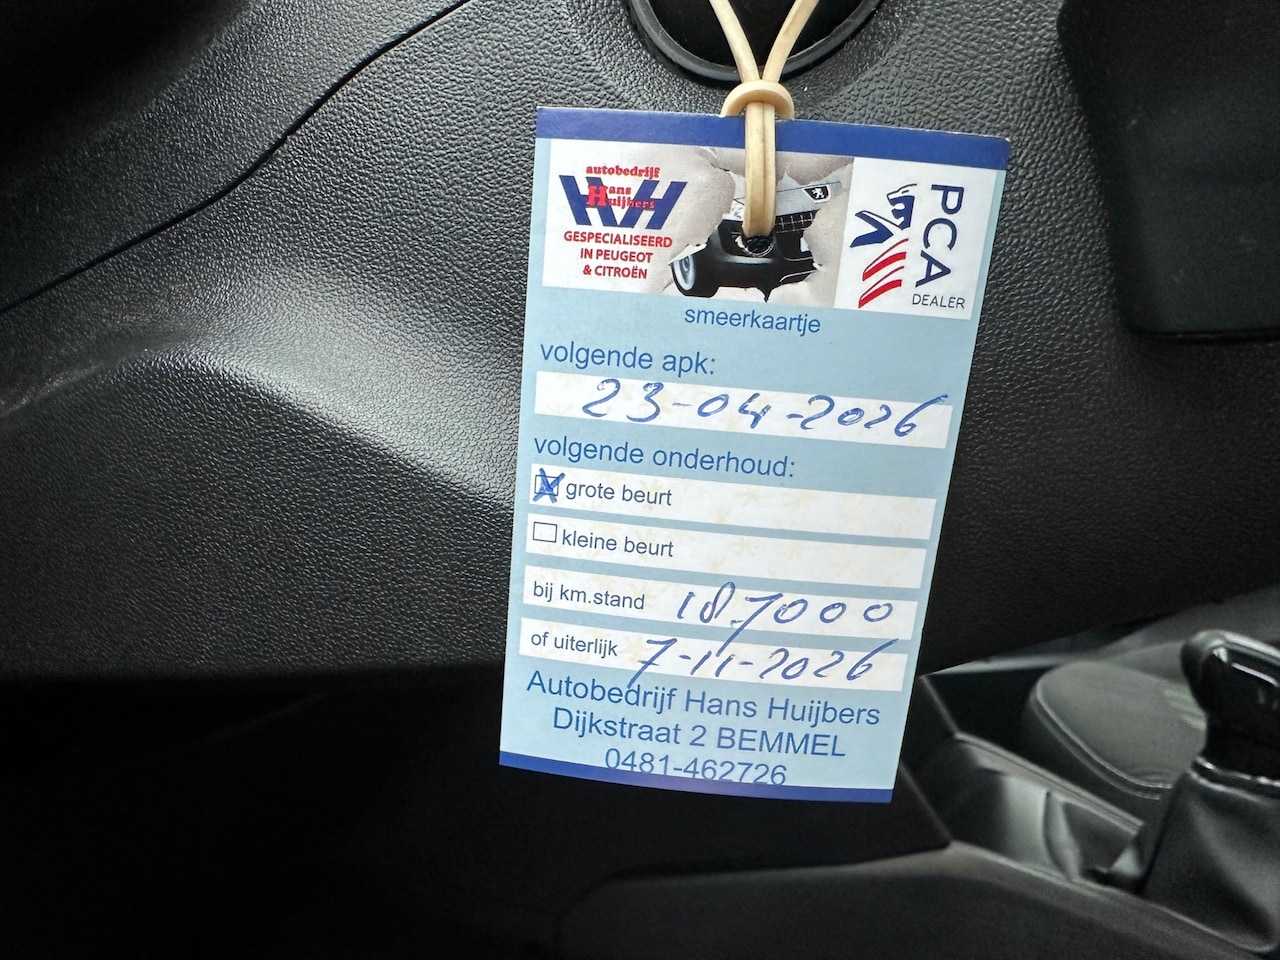 autobedrijf
Hans
Huijbers
HVH
GESPECIALISEERD
IN PEUGEOT
& CITROËN
PCA
DEALER
smeerkaartje
volgende apk:
23-04-2026
volgende onderhoud:
grote beurt
kleine beurt
bij km.stand 187000
of uiterlijk 7-11-2026
Autobedrijf Hans Huijbers
Dijkstraat 2 BEMMEL
0481-462726